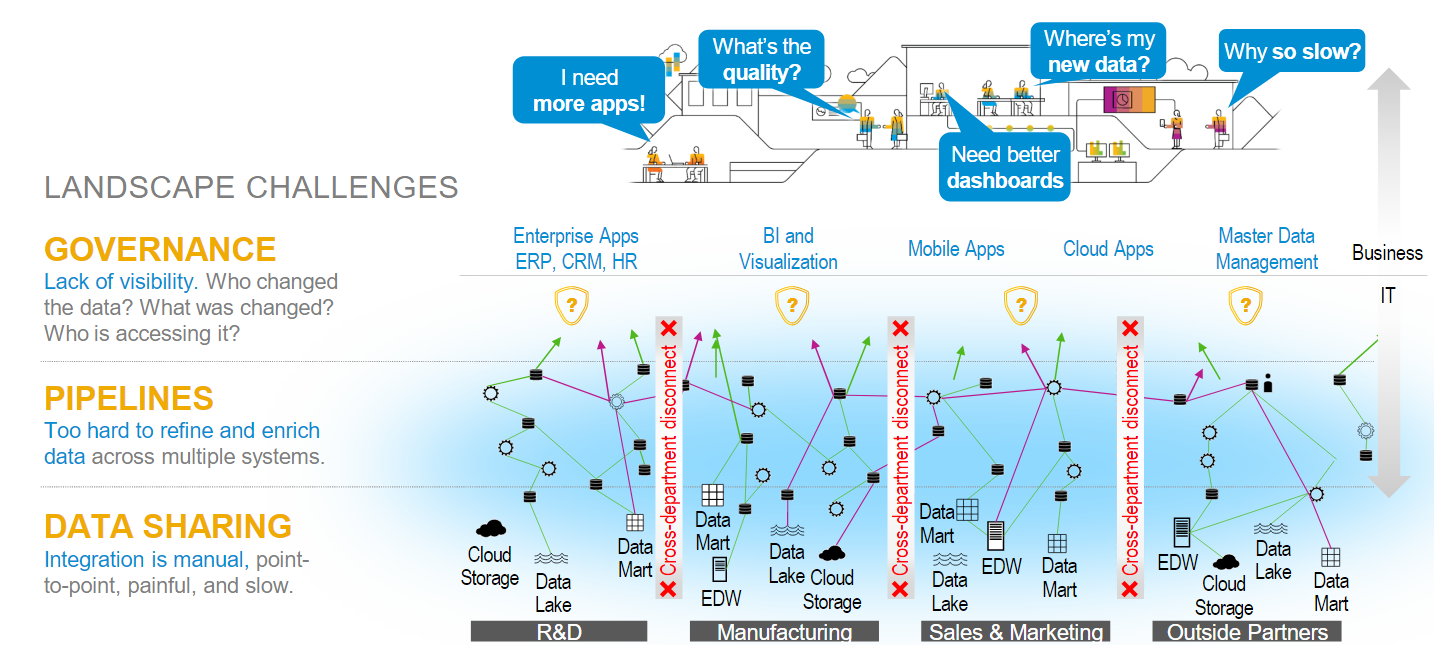 I need
more apps!
What's the
quality?
Where's my
new data?
Why so slow?
Need better
dashboards
LANDSCAPE CHALLENGES
GOVERNANCE
Lack of visibility. Who changed
the data? What was changed?
Who is accessing it?
PIPELINES
Too hard to refine and enrich
data across multiple systems.
DATA SHARING
Integration is manual, point-
to-point, painful, and slow.
Enterprise Apps
ERP, CRM, HR
BI and
Visualization
Mobile Apps
Cloud Apps
Master Data
Management
Business
IT
?
?
?
?
Cross-department disconnect
Cross-department disconnect
Cross-department disconnect
Cloud
Storage
Data
Lake
Data
Mart
R&D
Data
Mart
EDW
Data
Lake
Cloud
Storage
Manufacturing
Data
Mart
Data
Lake
EDW
Data
Mart
Sales & Marketing
EDW
Cloud
Storage
Data
Lake
Data
Mart
Outside Partners